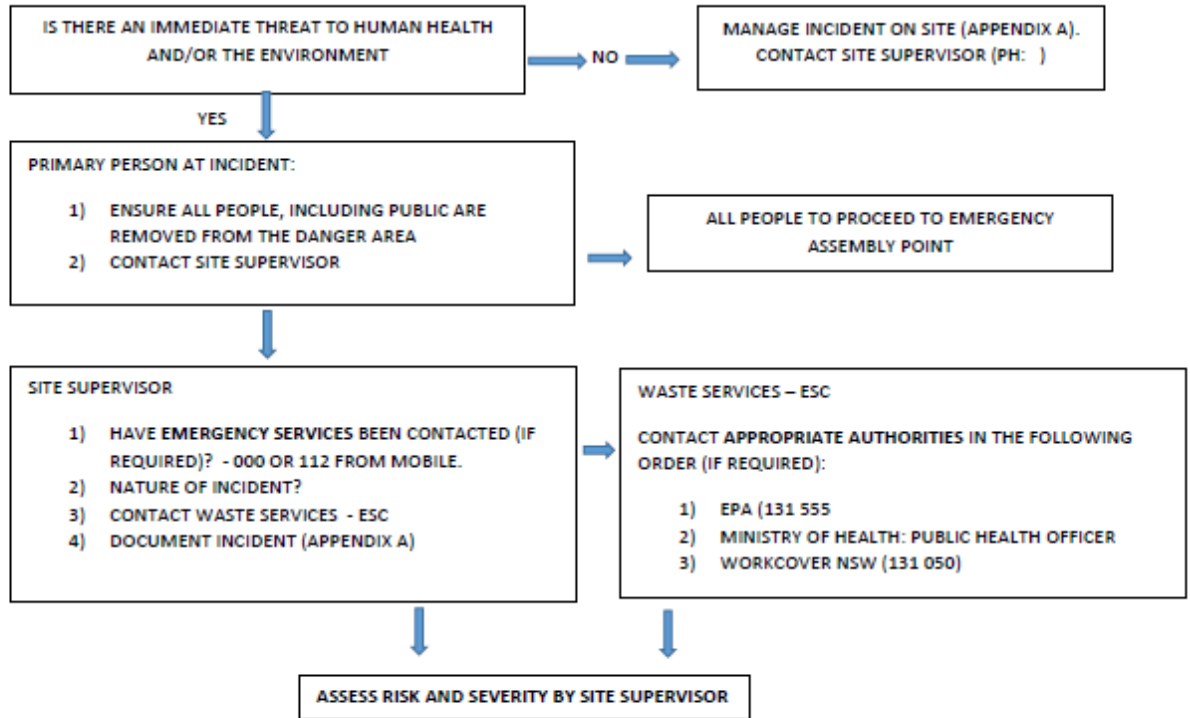 IS THERE AN IMMEDIATE THREAT TO HUMAN HEALTH
AND/OR THE ENVIRONMENT
NO
MANAGE INCIDENT ON SITE (APPENDIX A).
CONTACT SITE SUPERVISOR (PH:   )
YES
PRIMARY PERSON AT INCIDENT:
1) ENSURE ALL PEOPLE, INCLUDING PUBLIC ARE
REMOVED FROM THE DANGER AREA
2) CONTACT SITE SUPERVISOR
ALL PEOPLE TO PROCEED TO EMERGENCY
ASSEMBLY POINT
SITE SUPERVISOR
1) HAVE EMERGENCY SERVICES BEEN CONTACTED (IF
REQUIRED)? - 000 OR 112 FROM MOBILE.
2) NATURE OF INCIDENT?
3) CONTACT WASTE SERVICES - ESC
4) DOCUMENT INCIDENT (APPENDIX A)
WASTE SERVICES – ESC
CONTACT APPROPRIATE AUTHORITIES IN THE FOLLOWING
ORDER (IF REQUIRED):
1) EPA (131 555
2) MINISTRY OF HEALTH: PUBLIC HEALTH OFFICER
3) WORKCOVER NSW (131 050)
ASSESS RISK AND SEVERITY BY SITE SUPERVISOR